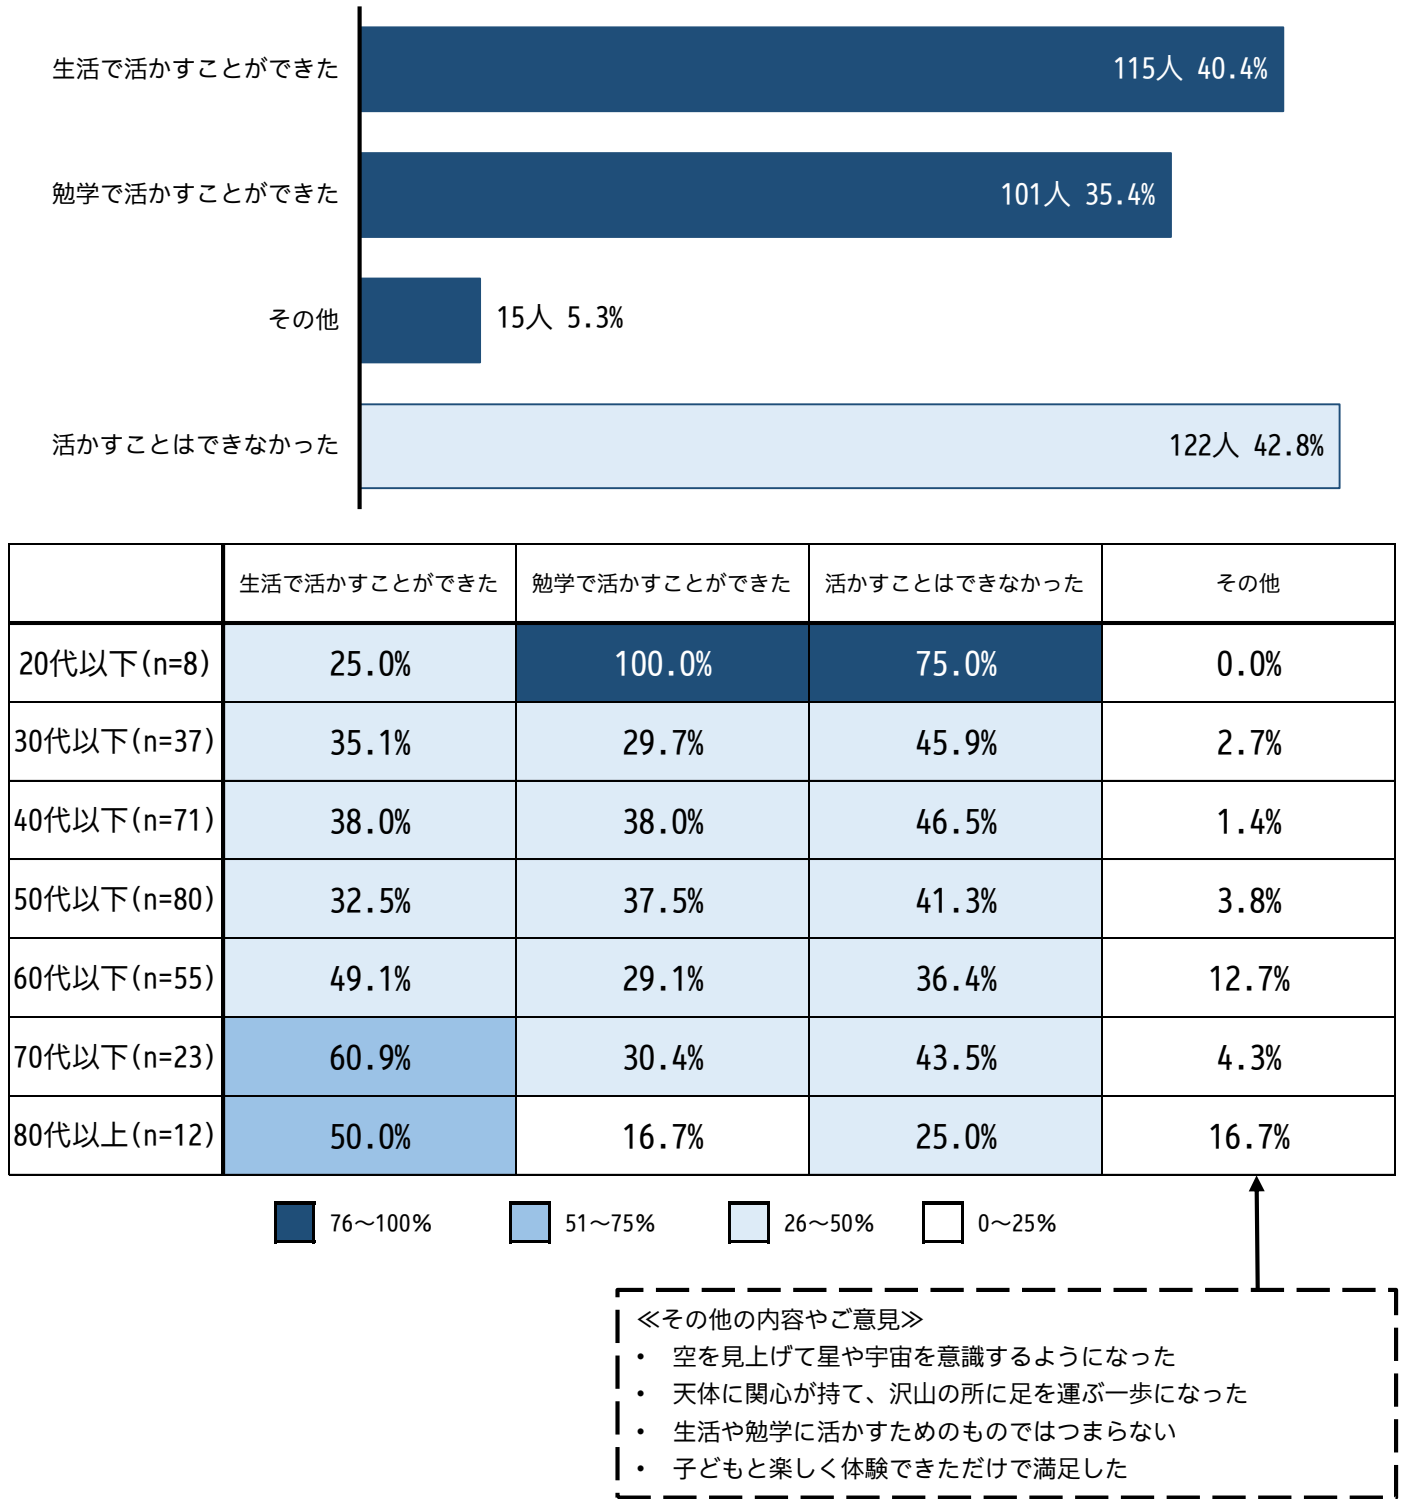 生活で活かすことができた 115人 40.4%
勉学で活かすことができた 101人 35.4%
その他 15人 5.3%
活かすことはできなかった 122人 42.8%
生活で活かすことができた 勉学で活かすことができた 活かすことはできなかった その他
20代以下(n=8) 25.0% 100.0% 75.0% 0.0%
30代以下(n=37) 35.1% 29.7% 45.9% 2.7%
40代以下(n=71) 38.0% 38.0% 46.5% 1.4%
50代以下(n=80) 32.5% 37.5% 41.3% 3.8%
60代以下(n=55) 49.1% 29.1% 36.4% 12.7%
70代以下(n=23) 60.9% 30.4% 43.5% 4.3%
80代以上(n=12) 50.0% 16.7% 25.0% 16.7%
76～100% 51～75% 26～50% 0～25%
≪その他の内容やご意見≫
• 空を見上げて星や宇宙を意識するようになった
• 天体に関心が持て、沢山の所に足を運ぶ一歩になった
• 生活や勉学に活かすためのものではつまらない
• 子どもと楽しく体験できただけで満足した